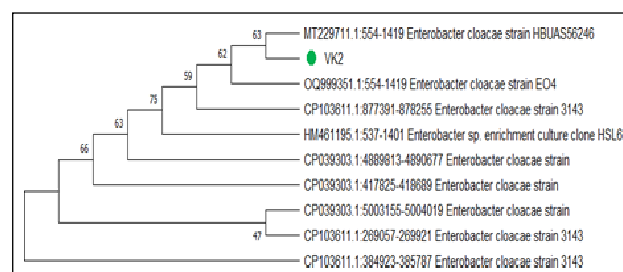 63 MT229711.1:554-1419 Enterobacter cloacae strain HBUAS56246
62 VK2
OQ999351.1:554-1419 Enterobacter cloacae strain EO4
59 CP103611.1:877391-878255 Enterobacter cloacae strain 3143
75 HM461195.1:537-1401 Enterobacter sp. enrichment culture clone HSL6
63 CP039303.1:4889813-4890677 Enterobacter cloacae strain
66 CP039303.1:417825-418689 Enterobacter cloacae strain
CP039303.1:5003155-5004019 Enterobacter cloacae strain
47 CP103611.1:269057-269921 Enterobacter cloacae strain 3143
CP103611.1:384923-385787 Enterobacter cloacae strain 3143